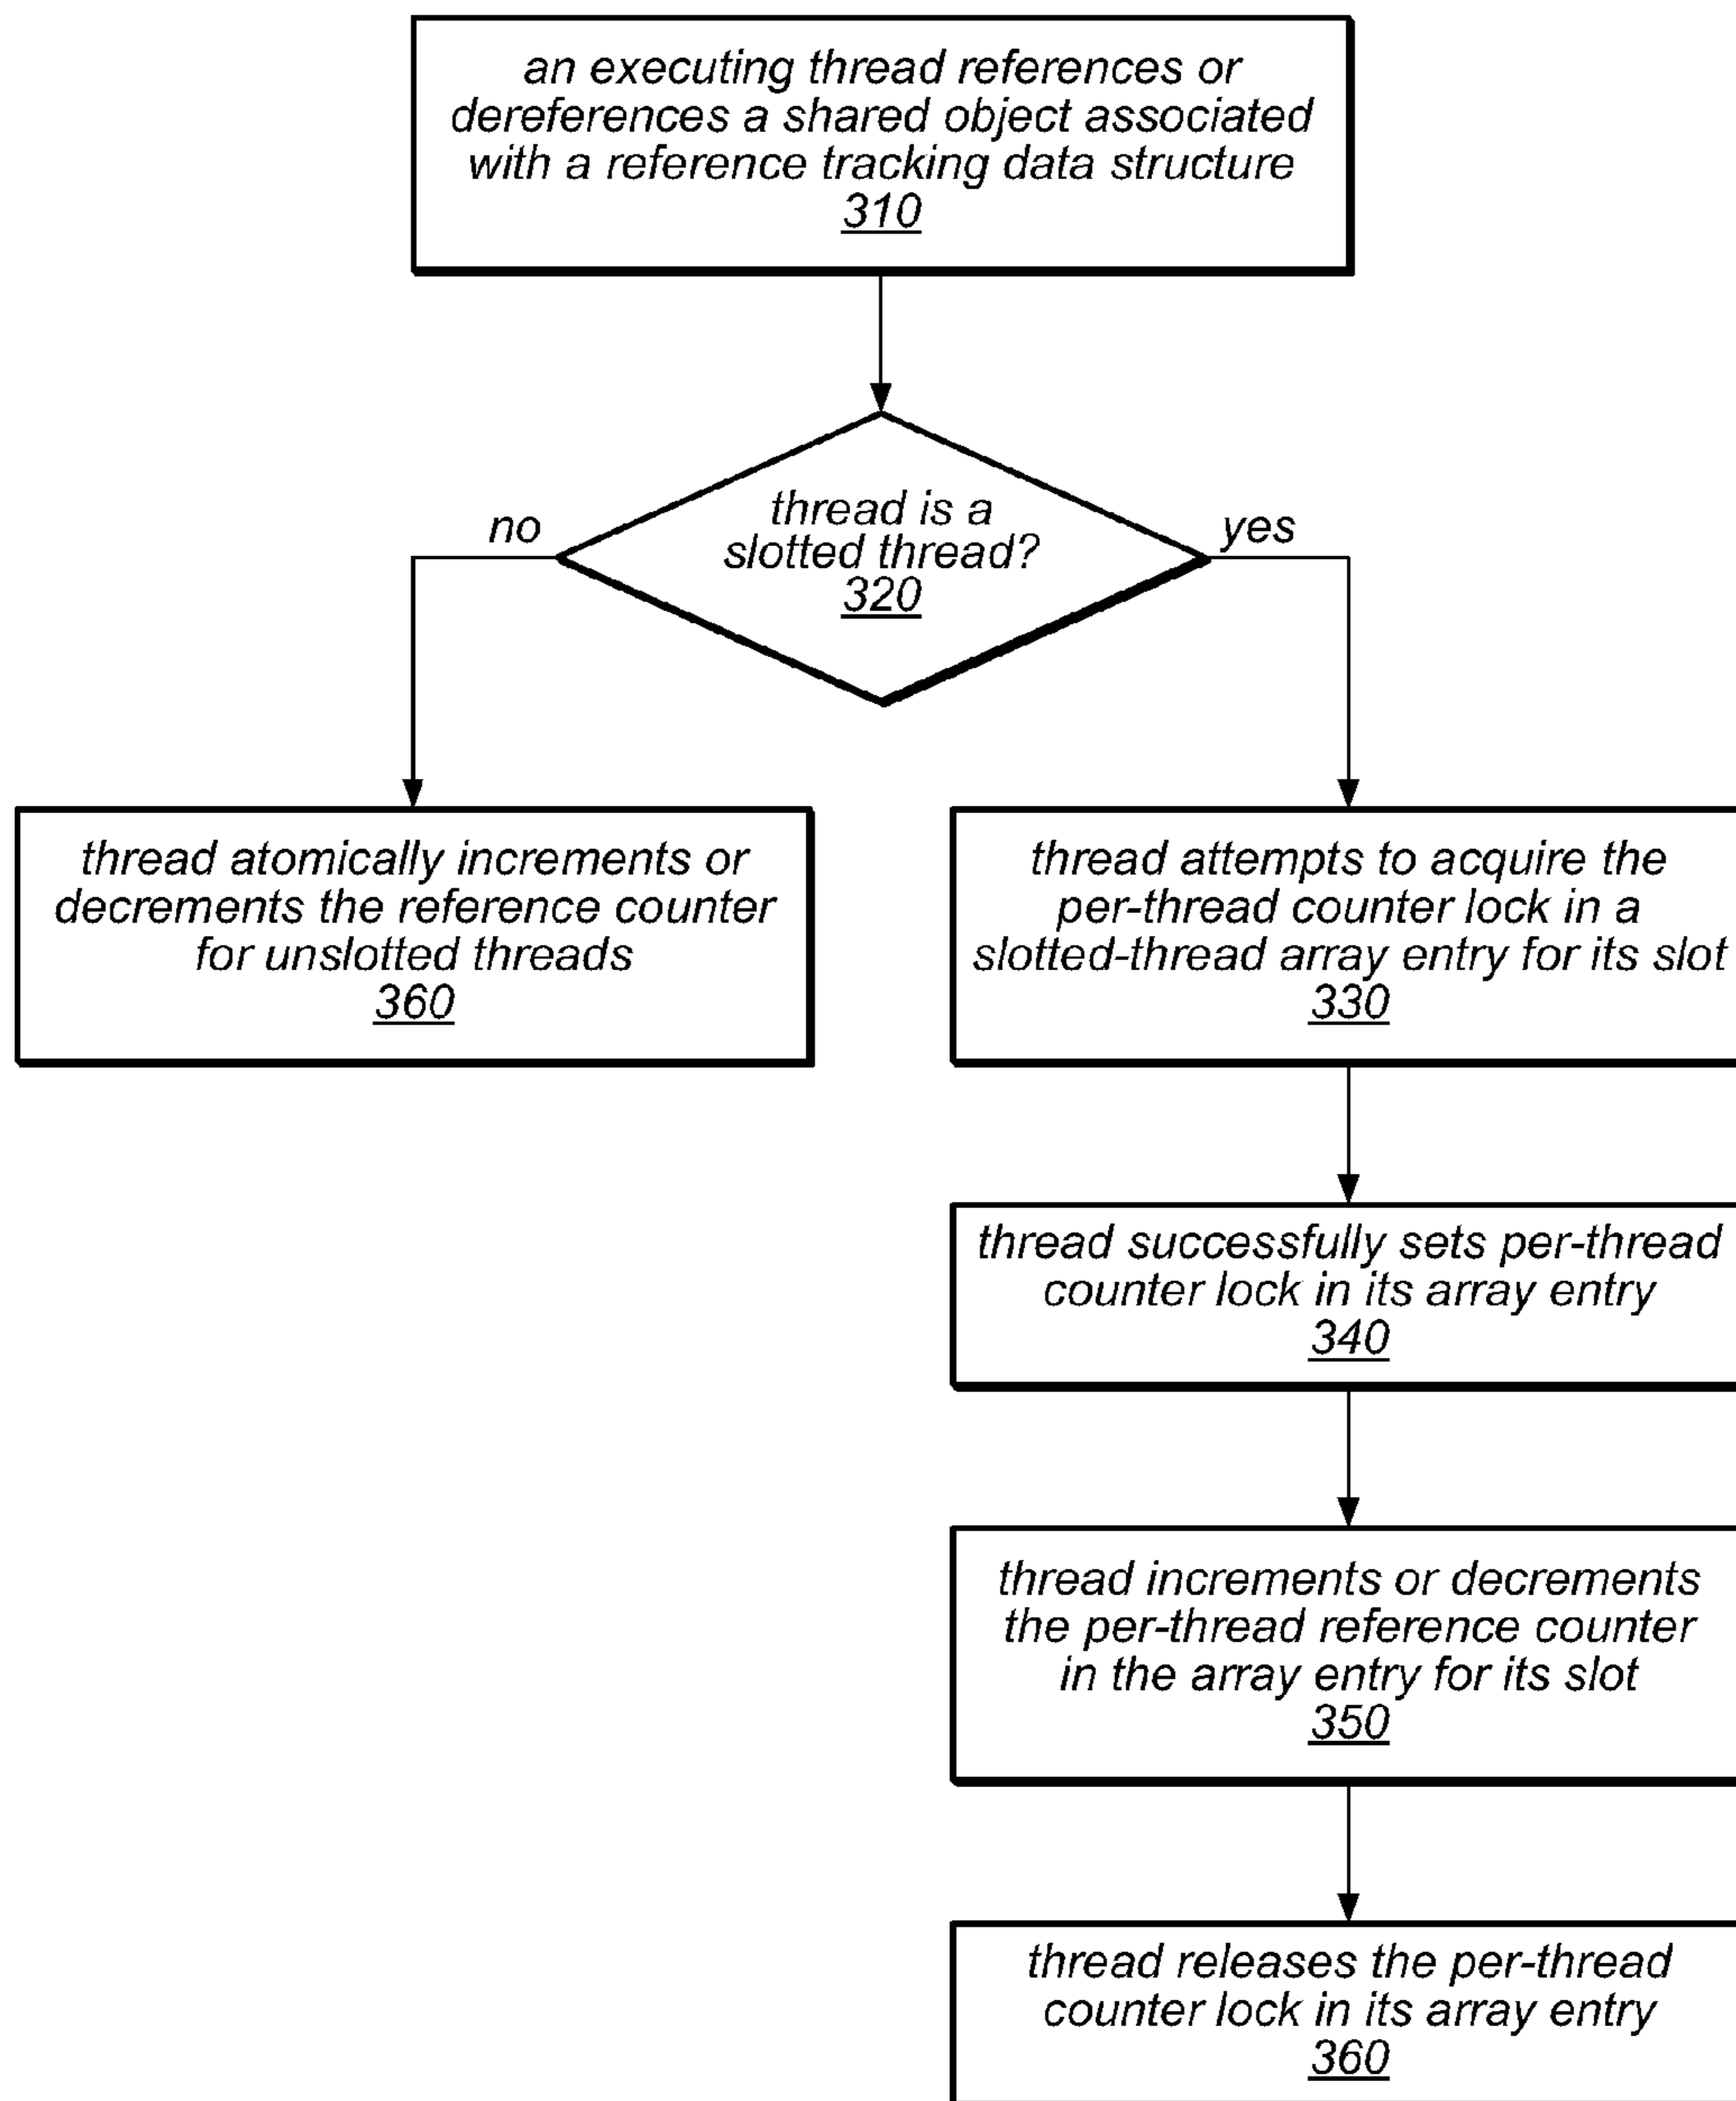 an executing thread references or
dereferences a shared object associated
with a reference tracking data structure
310
thread is a
slotted thread?
320
no
yes
thread atomically increments or
decrements the reference counter
for unslotted threads
360
thread attempts to acquire the
per-thread counter lock in a
slotted-thread array entry for its slot
330
thread successfully sets per-thread
counter lock in its array entry
340
thread increments or decrements
the per-thread reference counter
in the array entry for its slot
350
thread releases the per-thread
counter lock in its array entry
360